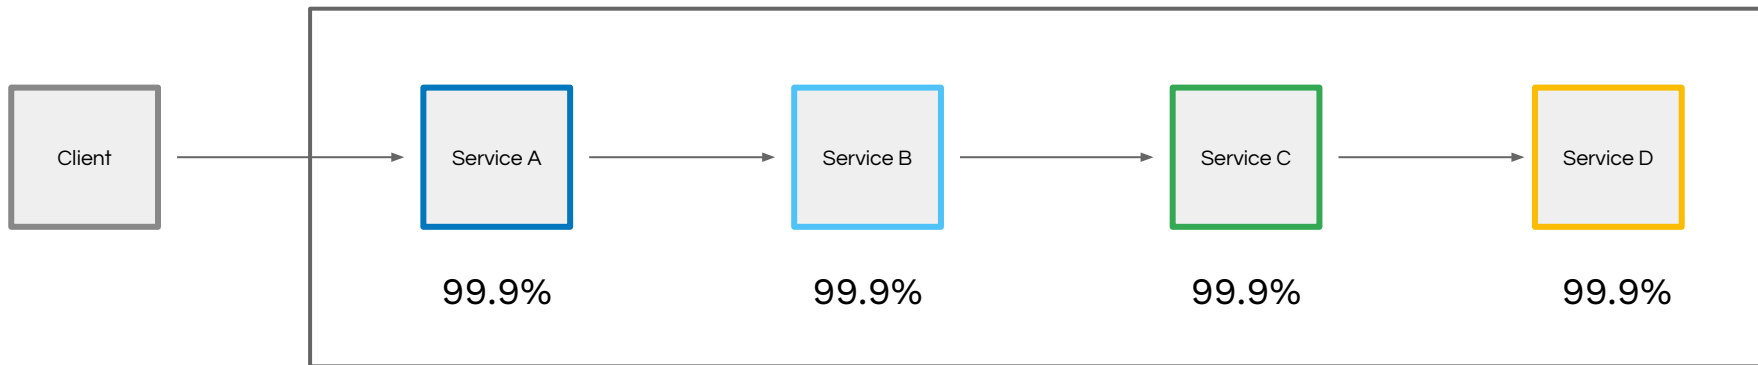 Client
Service A
Service B
Service C
Service D
99.9%
99.9%
99.9%
99.9%